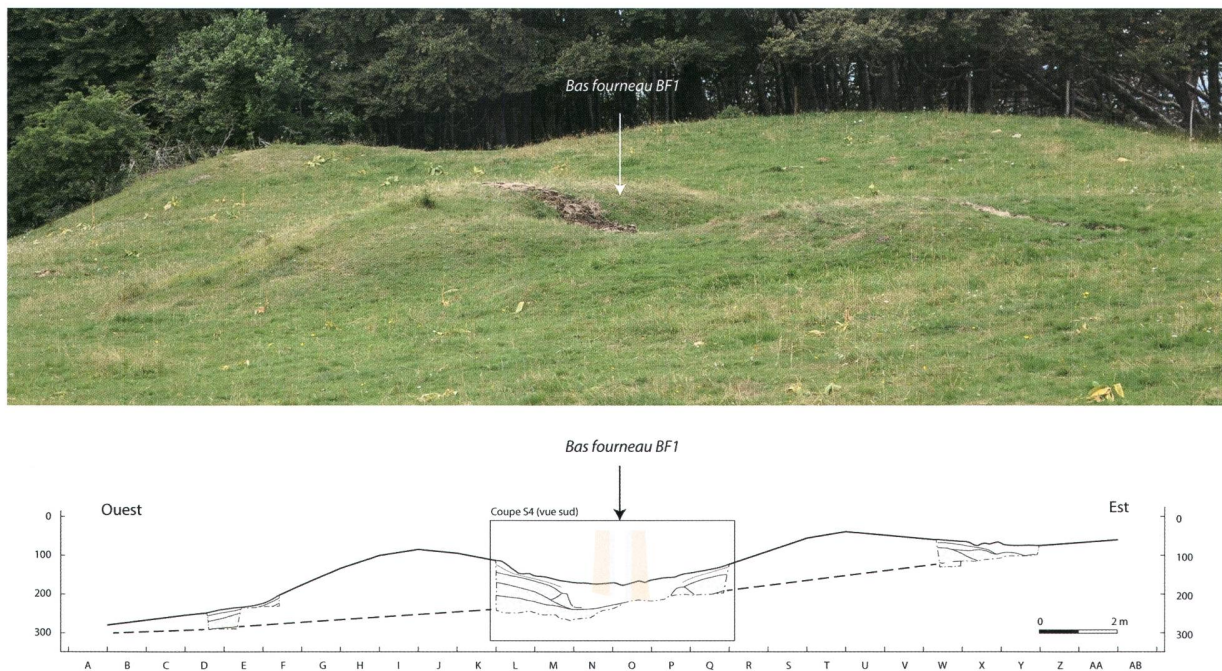 Bas fourneau BF1
Bas fourneau BF1
Ouest
Est
Coupe S4 (vue sud)
0
100
200
300
0
100
200
300
0 2 m
A B C D E F G H I J K L M N O P Q R S T U V W X Y Z AA AB